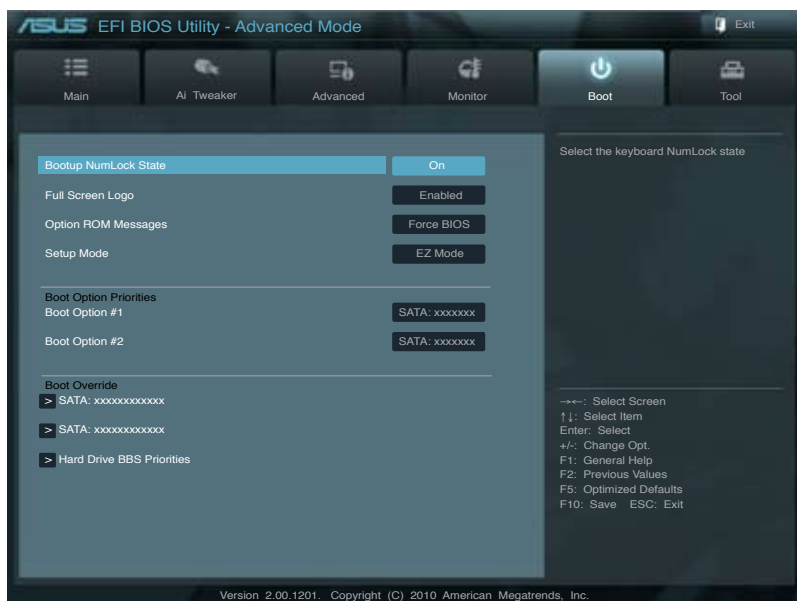 ASUS EFI BIOS Utility - Advanced Mode
Exit
Main
Ai Tweaker
Advanced
Monitor
Boot
Tool
Bootup NumLock State On
Full Screen Logo Enabled
Option ROM Messages Force BIOS
Setup Mode EZ Mode
Boot Option Priorities
Boot Option #1 SATA: xxxxxxx
Boot Option #2 SATA: xxxxxxx
Boot Override
> SATA: xxxxxxxxxxxx
> SATA: xxxxxxxxxxxx
> Hard Drive BBS Priorities
Select the keyboard NumLock state
→←: Select Screen
↑↓: Select Item
Enter: Select
+/-: Change Opt.
F1: General Help
F2: Previous Values
F5: Optimized Defaults
F10: Save ESC: Exit
Version 2.00.1201. Copyright (C) 2010 American Megatrends, Inc.